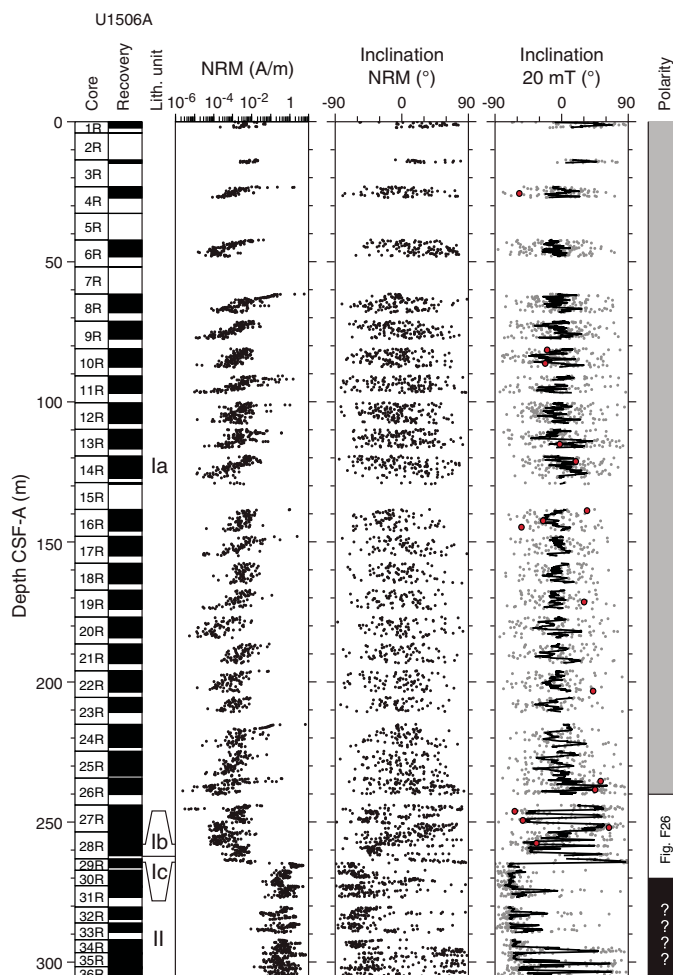 U1506A
Core
Recovery
Lith. unit
NRM (A/m)
10-6 10-4 10-2 1
Inclination
NRM (°)
-90 0 90
Inclination
20 mT (°)
-90 0 90
Polarity
Depth CSF-A (m)
0
50
100
150
200
250
300
1R
2R
3R
4R
5R
6R
7R
8R
9R
10R
11R
12R
13R
14R
15R
16R
17R
18R
19R
20R
21R
22R
23R
24R
25R
26R
27R
28R
29R
30R
31R
32R
33R
34R
35R
36R
Ia
Ib
Ic
II
Fig. F26
? ? ? ?